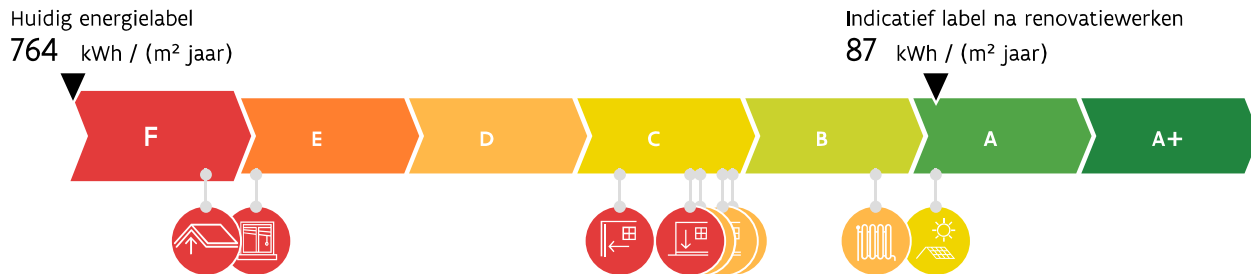 Huidig energielabel
764 kWh / (m² jaar)
Indicatief label na renovatiewerken
87 kWh / (m² jaar)
F E D C B A A+